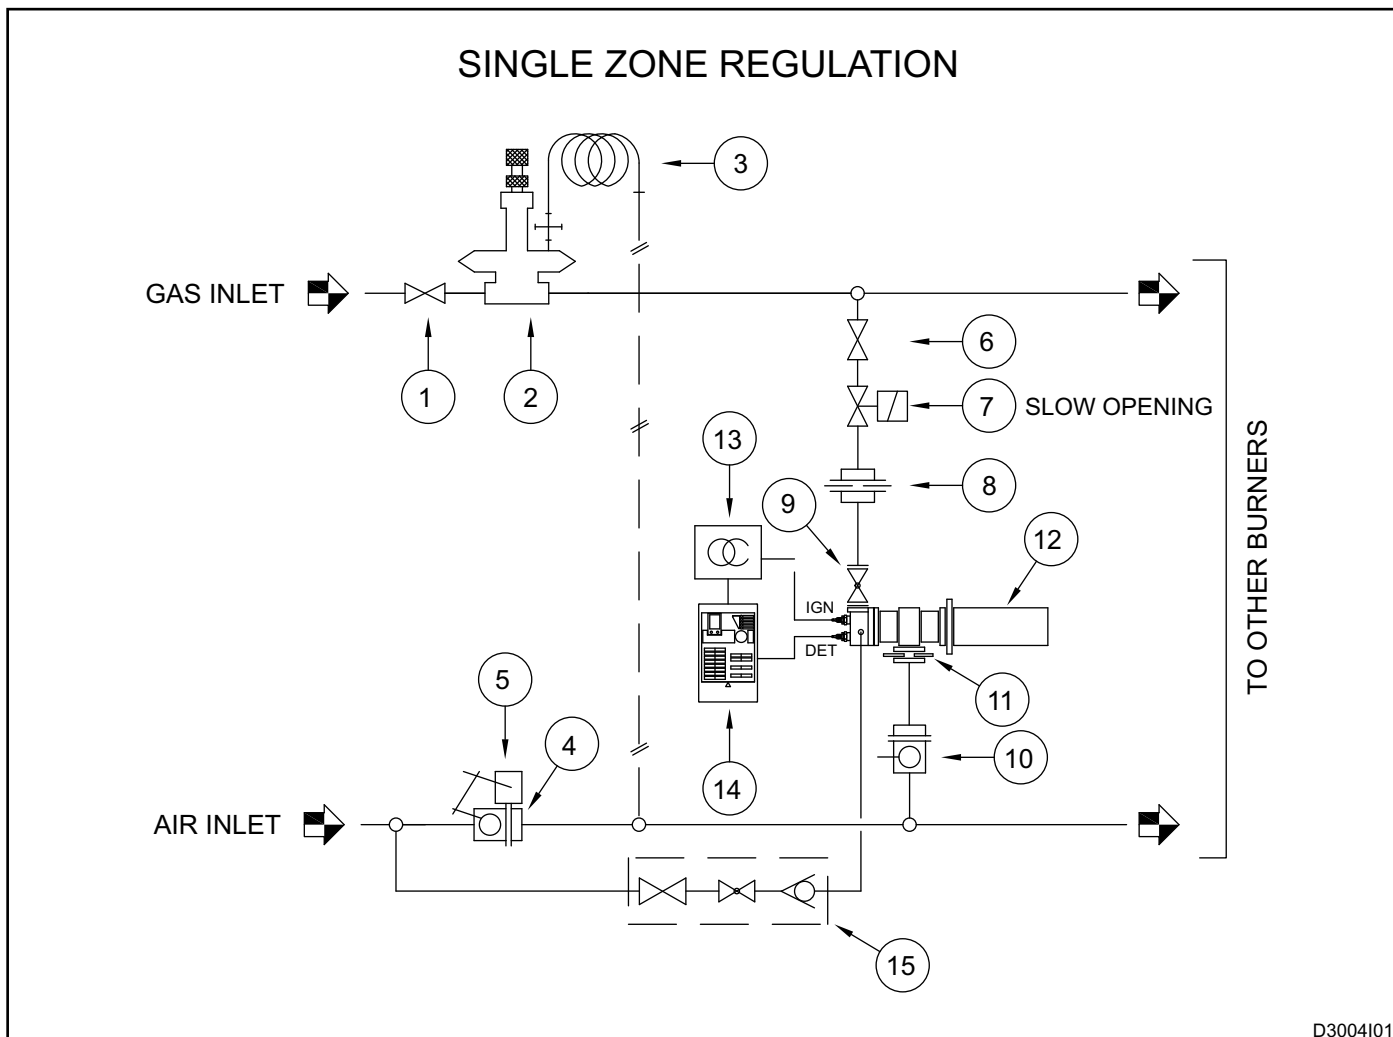 SINGLE ZONE REGULATION
3
GAS INLET
1
2
6
7 SLOW OPENING
13
8
9
12
IGN
DET
TO OTHER BURNERS
11
5
4
10
14
AIR INLET
15
D3004I01